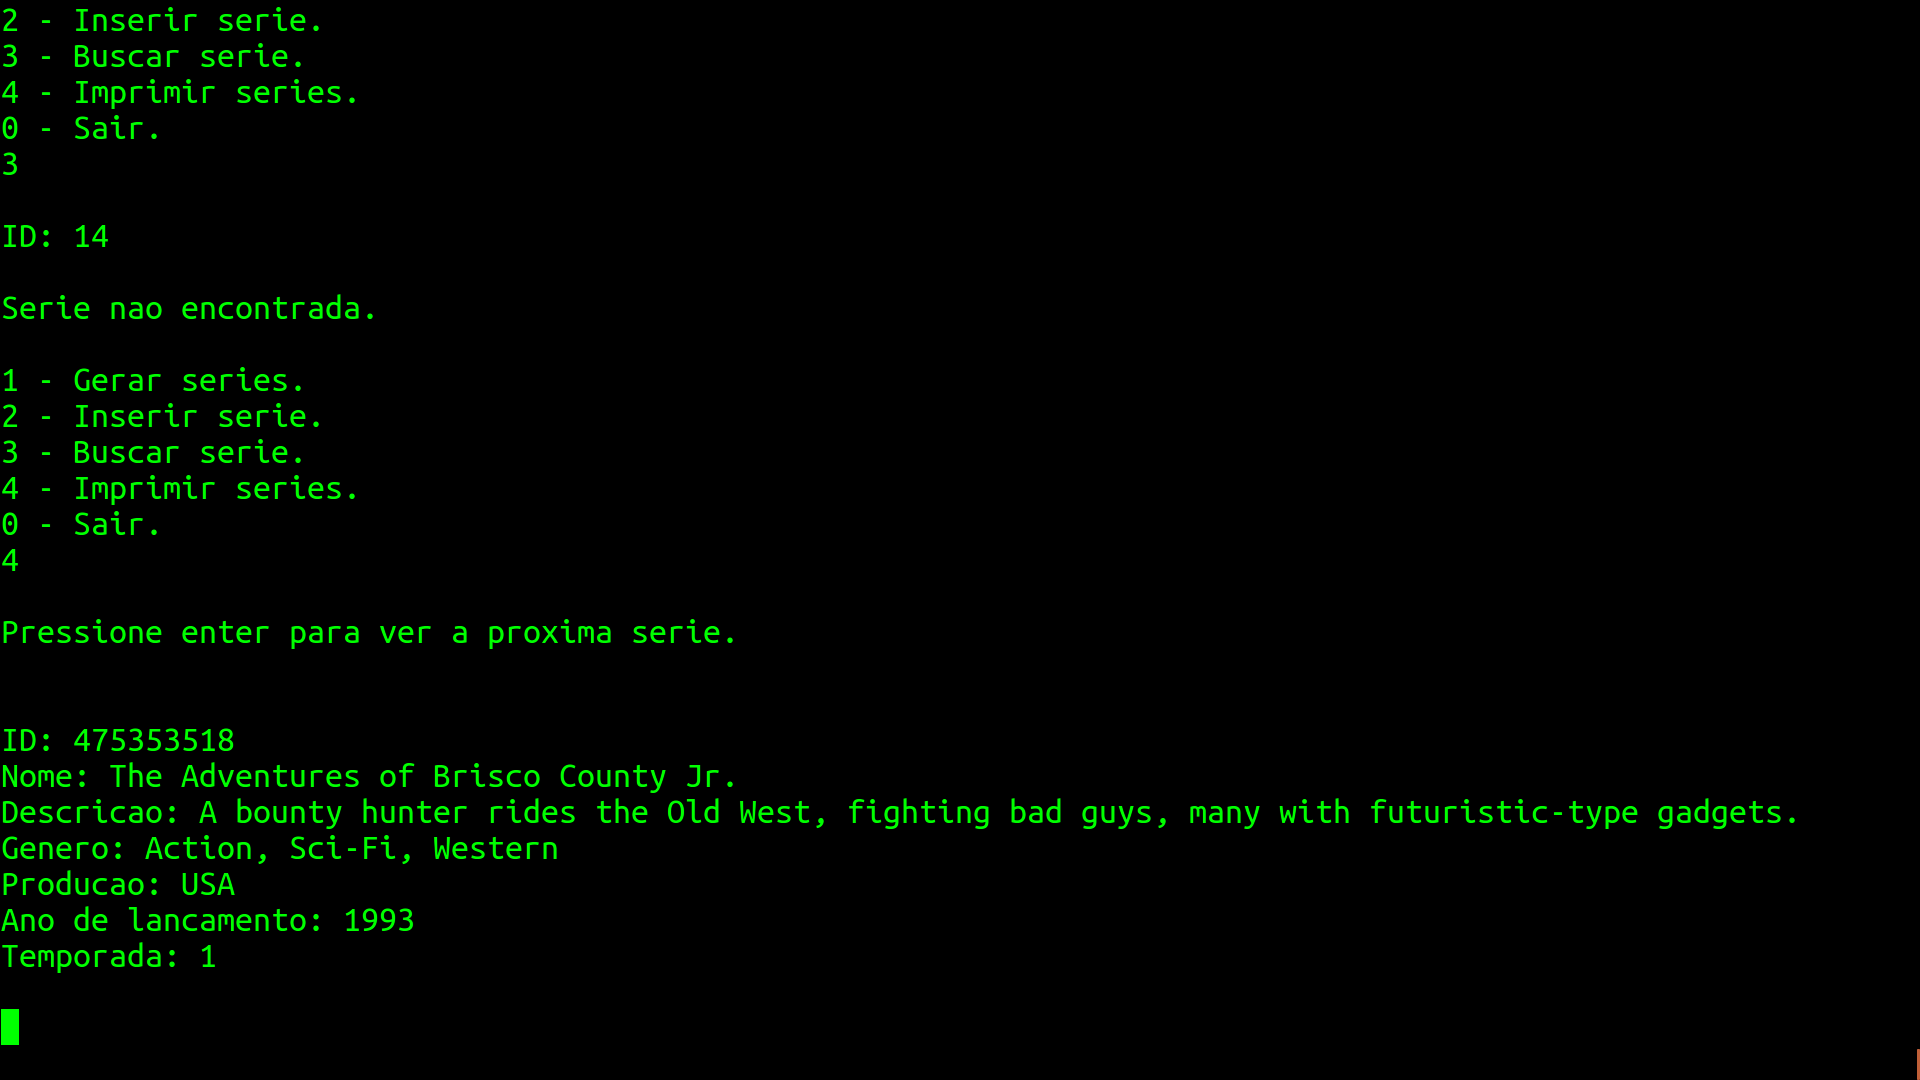 2 - Inserir serie.
3 - Buscar serie.
4 - Imprimir series.
0 - Sair.
3
ID: 14
Serie nao encontrada.
1 - Gerar series.
2 - Inserir serie.
3 - Buscar serie.
4 - Imprimir series.
0 - Sair.
4
Pressione enter para ver a proxima serie.
ID: 475353518
Nome: The Adventures of Brisco County Jr.
Descricao: A bounty hunter rides the Old West, fighting bad guys, many with futuristic-type gadgets.
Genero: Action, Sci-Fi, Western
Producao: USA
Ano de lancamento: 1993
Temporada: 1